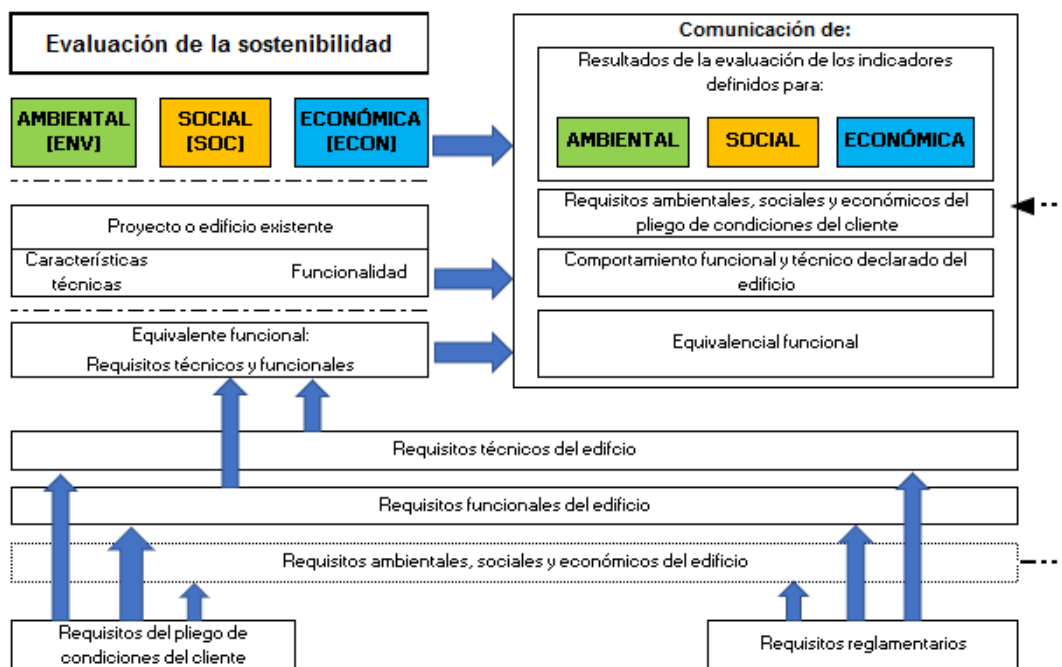 Evaluación de la sostenibilidad
AMBIENTAL
[ENV]
SOCIAL
[SOC]
ECONÓMICA
[ECON]
Proyecto o edificio existente
Características
técnicas
Funcionalidad
Equivalente funcional:
Requisitos técnicos y funcionales
Comunicación de:
Resultados de la evaluación de los indicadores
definidos para:
AMBIENTAL
SOCIAL
ECONÓMICA
Requisitos ambientales, sociales y económicos del
pliego de condiciones del cliente
Comportamiento funcional y técnico declarado del
edificio
Equivalencial funcional
Requisitos técnicos del edifcio
Requisitos funcionales del edificio
Requisitos ambientales, sociales y económicos del edificio
Requisitos del pliego de
condiciones del cliente
Requisitos reglamentarios